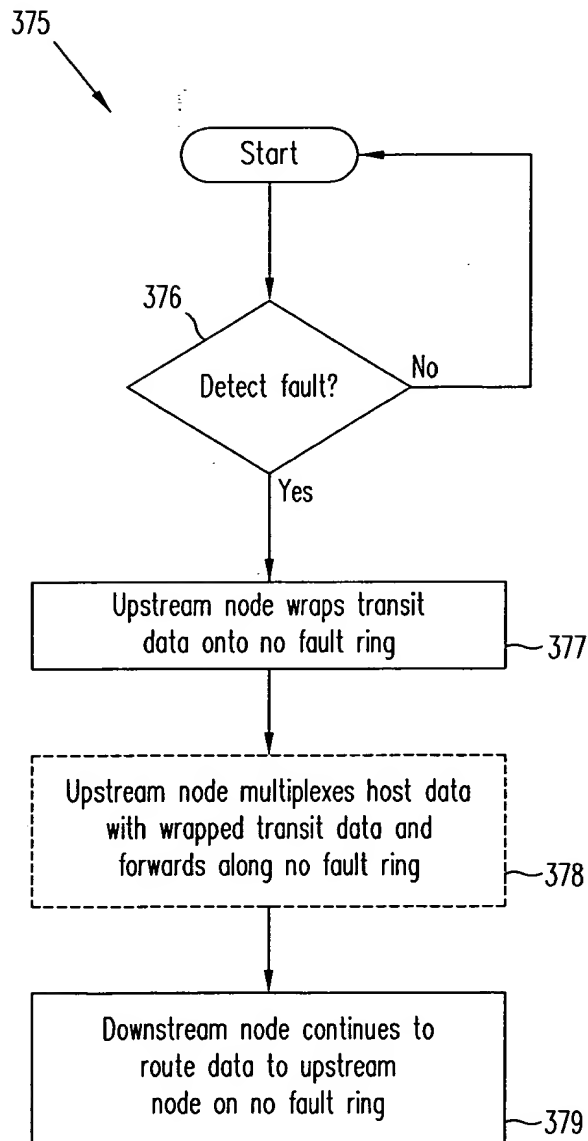 375
Start
376
Detect fault?
No
Yes
Upstream node wraps transit
data onto no fault ring
377
Upstream node multiplexes host data
with wrapped transit data and
forwards along no fault ring
378
Downstream node continues to
route data to upstream
node on no fault ring
379